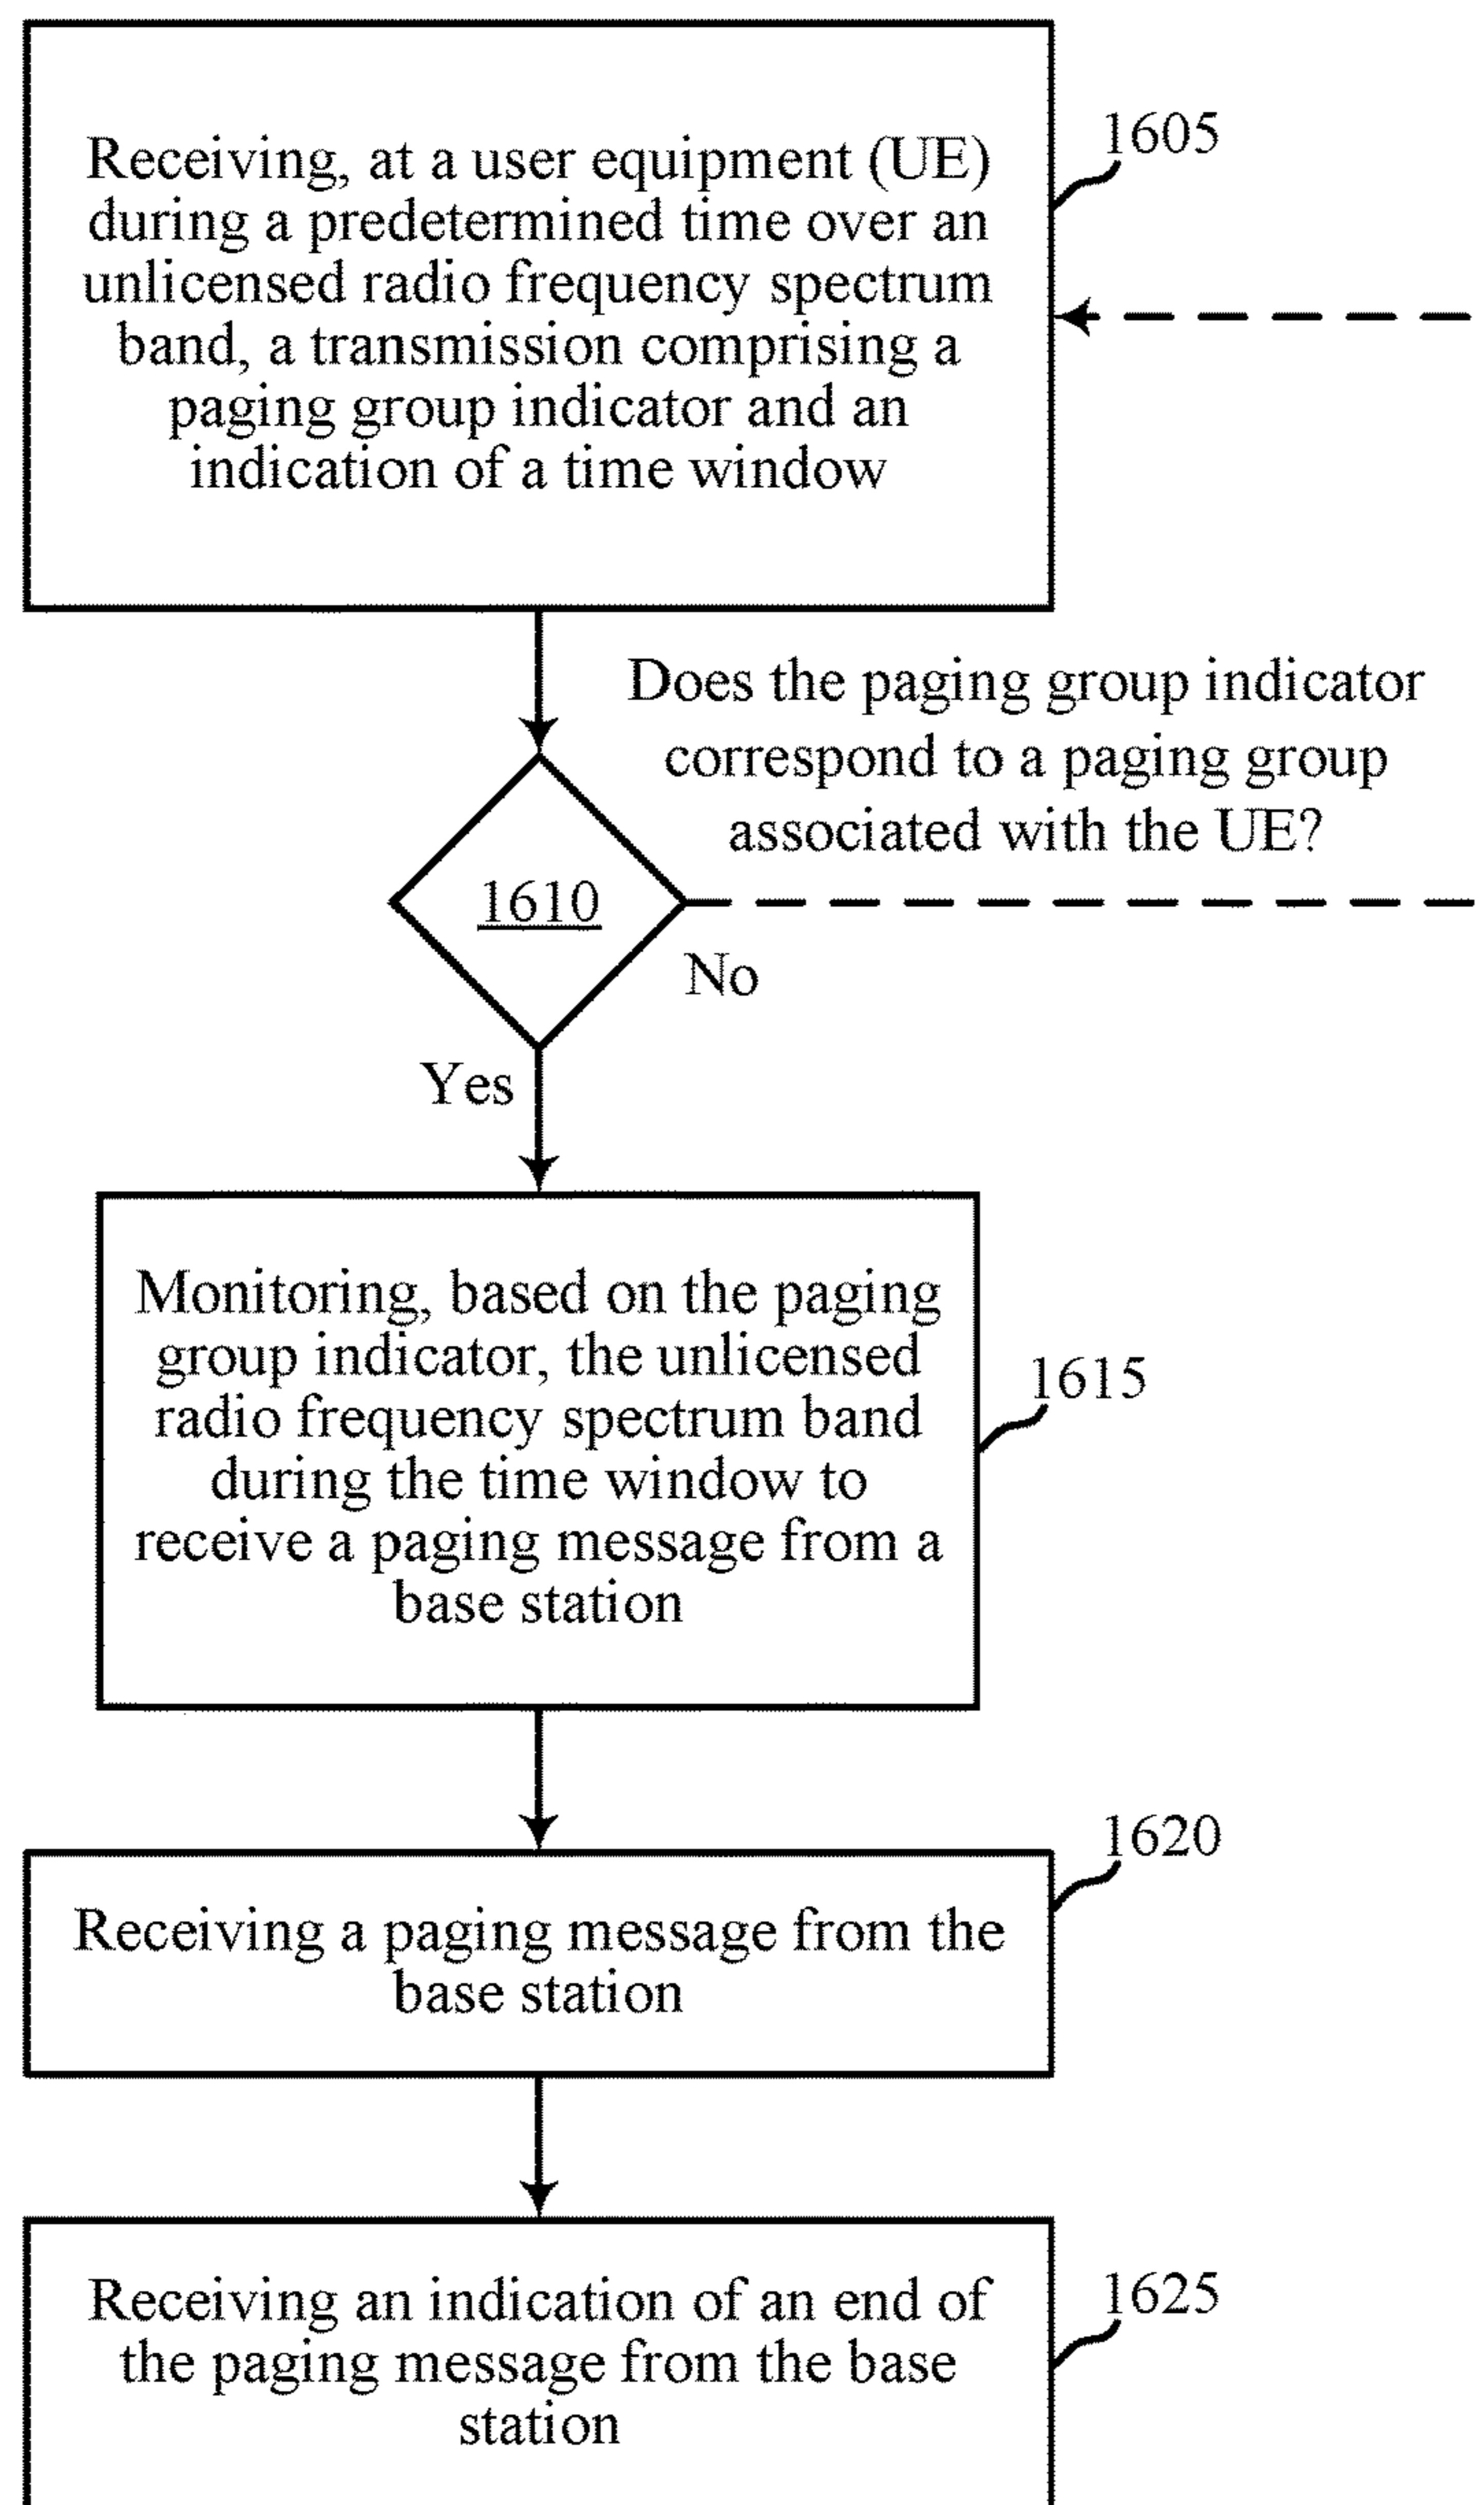 Receiving, at a user equipment (UE)
during a predetermined time over an
unlicensed radio frequency spectrum
band, a transmission comprising a
paging group indicator and an
indication of a time window
1605
Does the paging group indicator
correspond to a paging group
associated with the UE?
1610
No
Yes
Monitoring, based on the paging
group indicator, the unlicensed
radio frequency spectrum band
during the time window to
receive a paging message from a
base station
1615
1620
Receiving a paging message from the
base station
1625
Receiving an indication of an end of
the paging message from the base
station